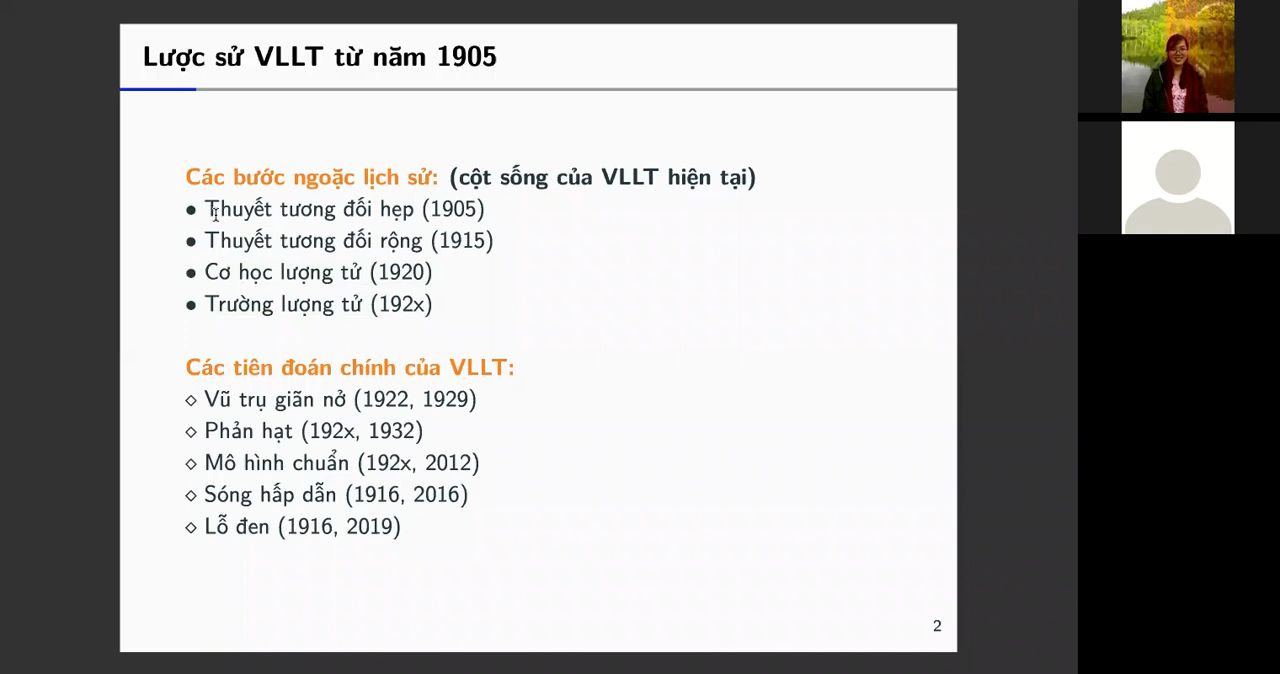 Lược sử VLLT từ năm 1905
Các bước ngoặc lịch sử: (cột sống của VLLT hiện tại)
• Thuyết tương đối hẹp (1905)
• Thuyết tương đối rộng (1915)
• Cơ học lượng tử (1920)
• Trường lượng tử (192x)
Các tiên đoán chính của VLLT:
⋄ Vũ trụ giãn nở (1922, 1929)
⋄ Phản hạt (192x, 1932)
⋄ Mô hình chuẩn (192x, 2012)
⋄ Sóng hấp dẫn (1916, 2016)
⋄ Lỗ đen (1916, 2019)
2